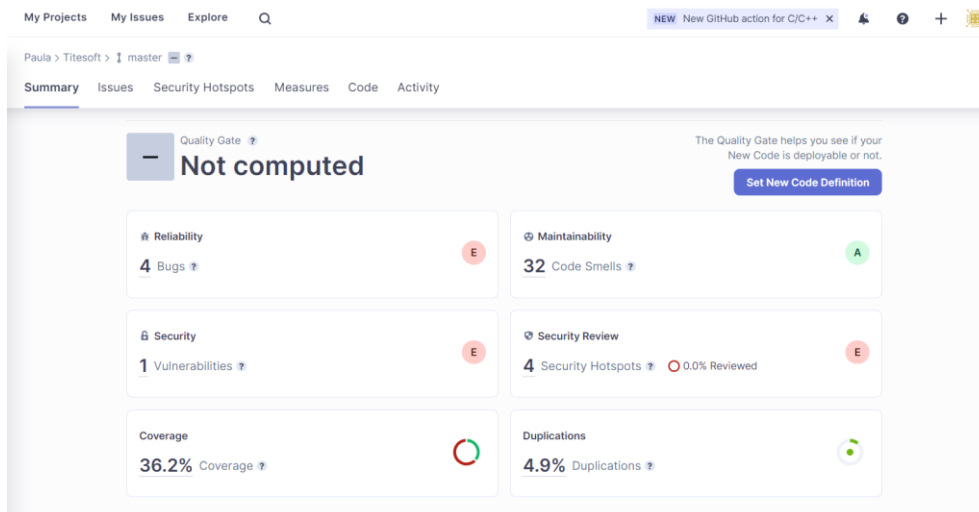 My Projects My Issues Explore NEW New GitHub action for C/C++ ✕ ? +
Paula > Titesoft > master – ?
Summary Issues Security Hotspots Measures Code Activity
Quality Gate ?
– Not computed
The Quality Gate helps you see if your
New Code is deployable or not.
Set New Code Definition
Reliability
4 Bugs ? E
Maintainability
32 Code Smells ? A
Security
1 Vulnerabilities ? E
Security Review
4 Security Hotspots ? 0.0% Reviewed E
Coverage
36.2% Coverage ?
Duplications
4.9% Duplications ?